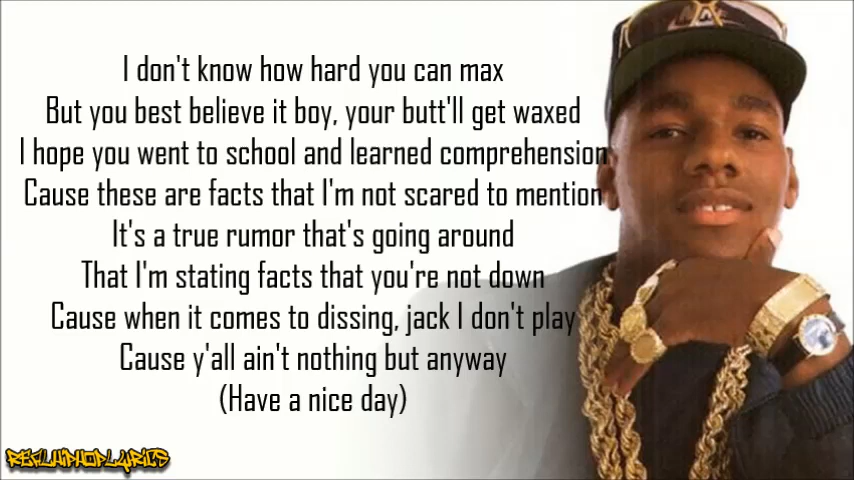 I don't know how hard you can max
But you best believe it boy, your butt'll get waxed
I hope you went to school and learned comprehension
Cause these are facts that I'm not scared to mention
It's a true rumor that's going around
That I'm stating facts that you're not down
Cause when it comes to dissing, jack I don't play
Cause y'all ain't nothing but anyway
(Have a nice day)
REALHIPHOPLYRICS